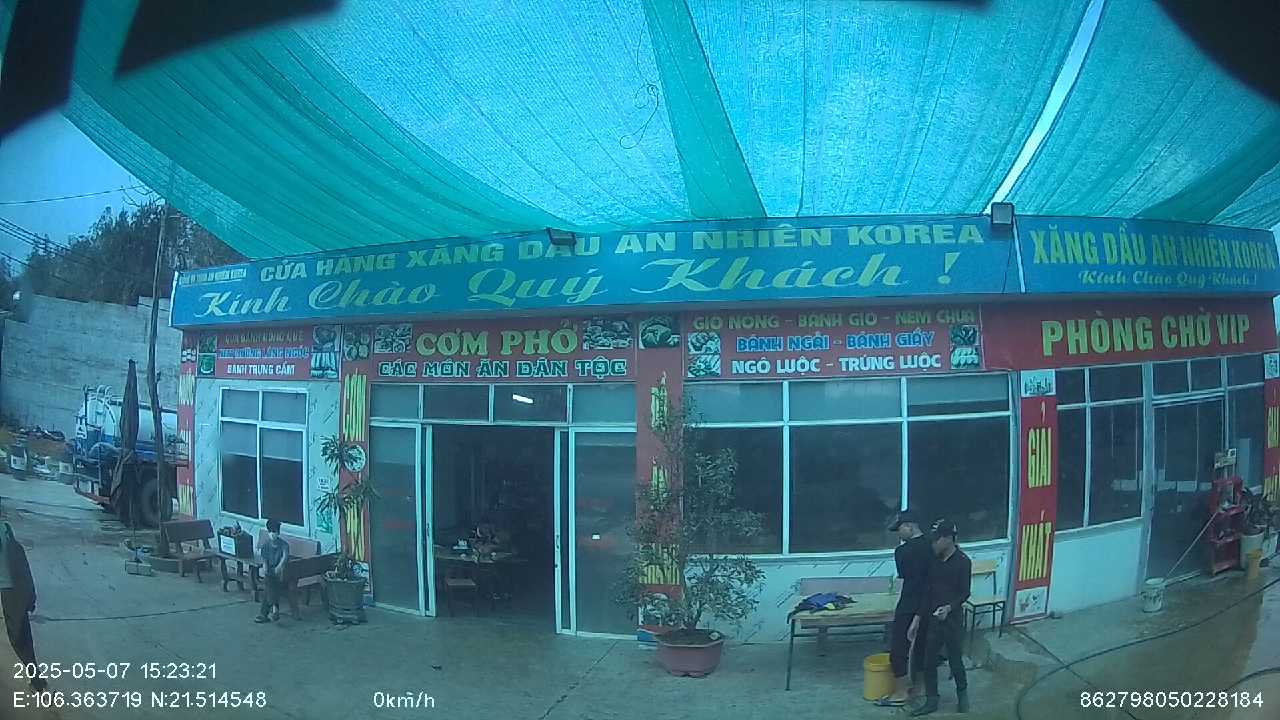 CỬA HÀNG XĂNG DẦU AN NHIÊN KOREA
Kính Chào Quý Khách !
XĂNG DẦU AN NHIÊN KOREA
Kính Chào Quý Khách !
BÁNH TRƯNG CẨM
CƠM PHỞ
CÁC MÓN ĂN DÂN TỘC
GIÒ NÓNG - BÁNH GIÒ - NEM CHUA
BÁNH NGẢI - BÁNH GIẦY
NGÔ LUỘC - TRỨNG LUỘC
PHÒNG CHỜ VIP
GIẢI
KHÁT
2025-05-07 15:23:21
E:106.363719 N:21.514548
0km/h
862798050228184